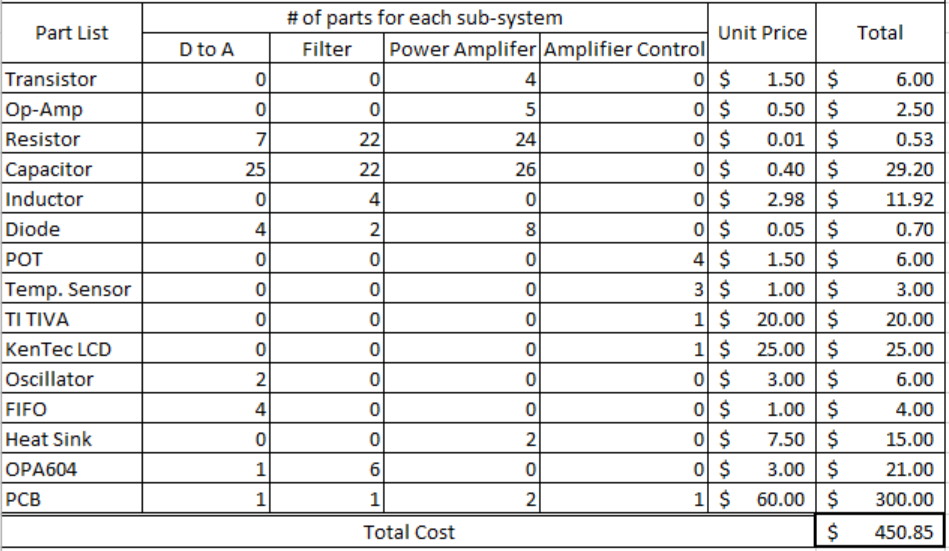 Part List # of parts for each sub-system Unit Price Total
D to A Filter Power Amplifer Amplifier Control
Transistor 0 0 4 0 $ 1.50 $ 6.00
Op-Amp 0 0 5 0 $ 0.50 $ 2.50
Resistor 7 22 24 0 $ 0.01 $ 0.53
Capacitor 25 22 26 0 $ 0.40 $ 29.20
Inductor 0 4 0 0 $ 2.98 $ 11.92
Diode 4 2 8 0 $ 0.05 $ 0.70
POT 0 0 0 4 $ 1.50 $ 6.00
Temp. Sensor 0 0 0 3 $ 1.00 $ 3.00
TI TIVA 0 0 0 1 $ 20.00 $ 20.00
KenTec LCD 0 0 0 1 $ 25.00 $ 25.00
Oscillator 2 0 0 0 $ 3.00 $ 6.00
FIFO 4 0 0 0 $ 1.00 $ 4.00
Heat Sink 0 0 2 0 $ 7.50 $ 15.00
OPA604 1 6 0 0 $ 3.00 $ 21.00
PCB 1 1 2 1 $ 60.00 $ 300.00
Total Cost $ 450.85